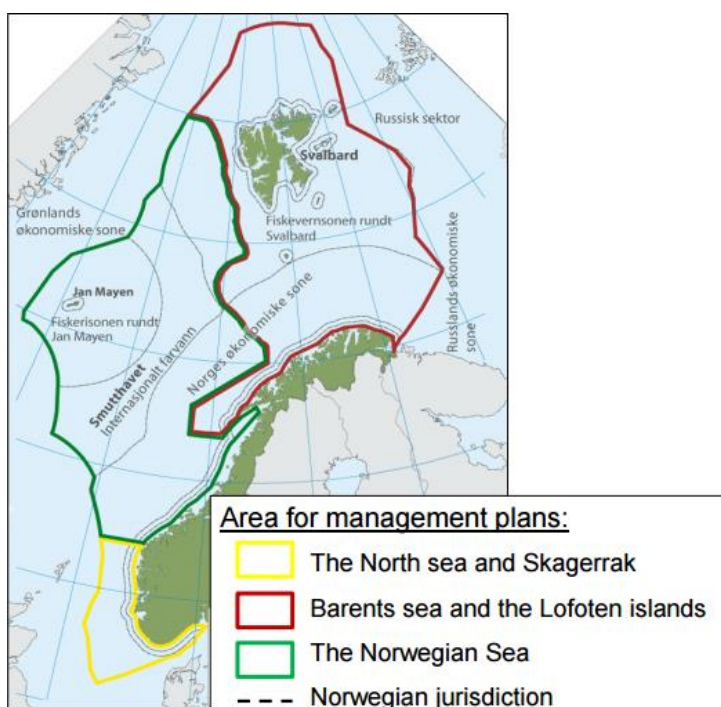 Russisk sektor
Svalbard
Grønlands
økonomiske sone
Fiskevernsonen rundt
Svalbard
Jan Mayen
Fiskerisonen rundt
Jan Mayen
Smutthavet
Internasjonalt farvann
Norges økonomiske sone
Russlands økonomiske
sone
Area for management plans:
The North sea and Skagerrak
Barents sea and the Lofoten islands
The Norwegian Sea
Norwegian jurisdiction